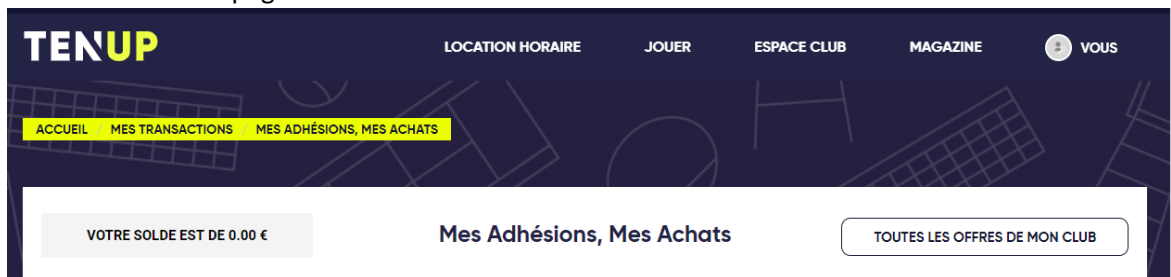 TENUP
LOCATION HORAIRE JOUER ESPACE CLUB MAGAZINE VOUS
ACCUEIL / MES TRANSACTIONS / MES ADHÉSIONS, MES ACHATS
VOTRE SOLDE EST DE 0.00 €
Mes Adhésions, Mes Achats
TOUTES LES OFFRES DE MON CLUB